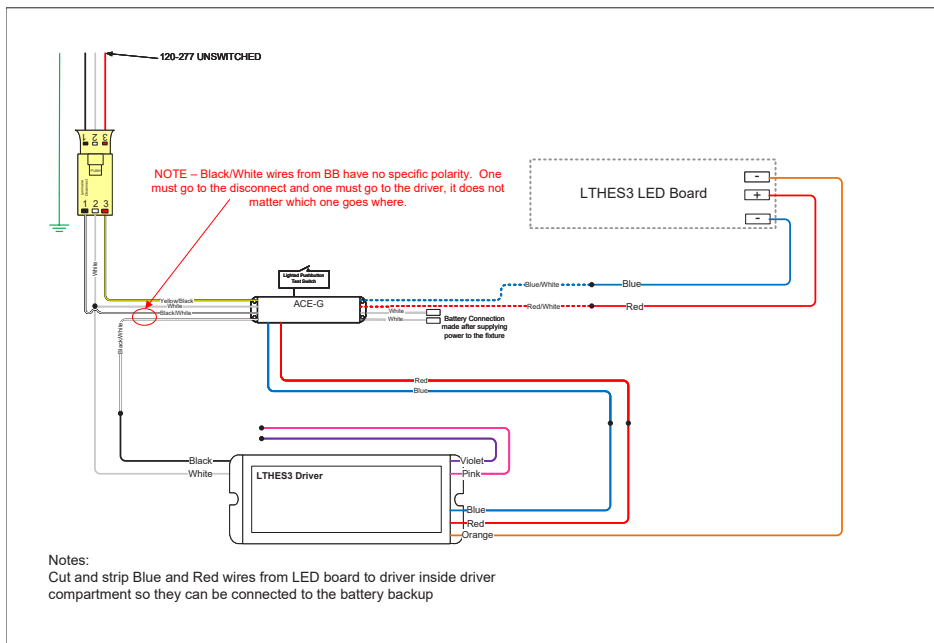 120-277 UNSWITCHED
1 2 3
PUSH
1 2 3
NOTE – Black/White wires from BB have no specific polarity. One
must go to the disconnect and one must go to the driver, it does not
matter which one goes where.
LTHES3 LED Board
-
+
-
White
Lighted Pushbutton
Test Switch
ACE-G
Yellow/Black
White
Black/White
Black/White
Blue/White
Blue
Red/White
Red
White
White
Battery Connection
made after supplying
power to the fixture
Red
Blue
Black
White
LTHES3 Driver
Violet
Pink
Blue
Red
Orange
Notes:
Cut and strip Blue and Red wires from LED board to driver inside driver
compartment so they can be connected to the battery backup